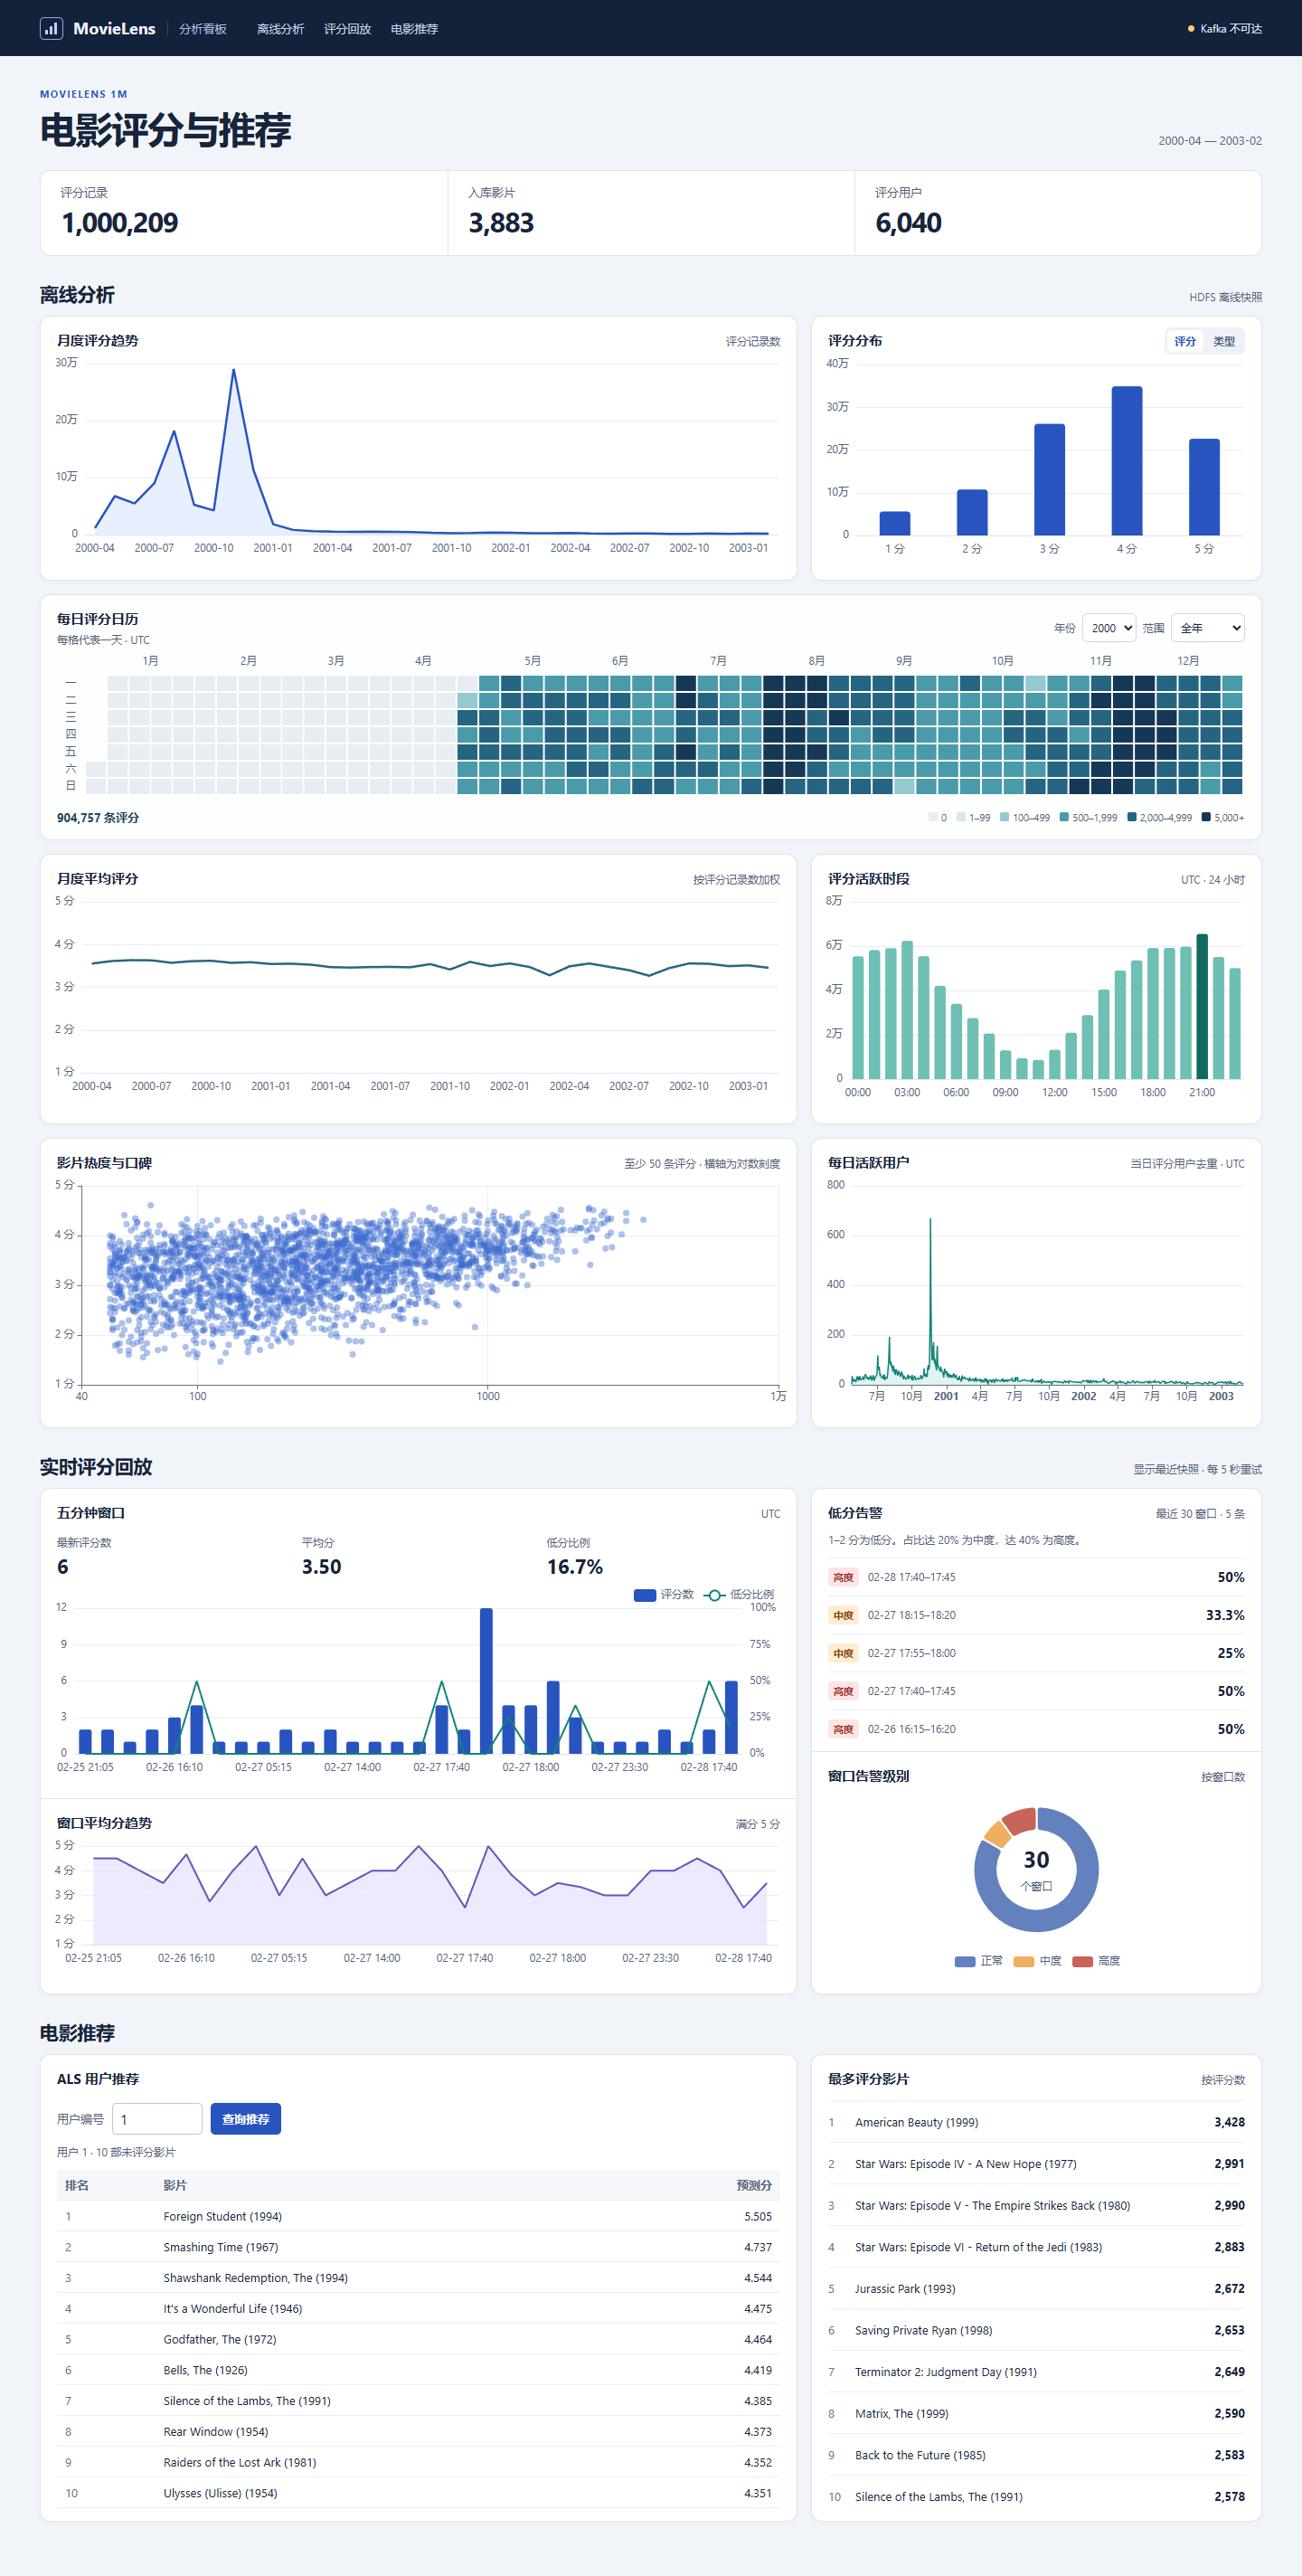 MovieLens 分析看板 离线分析 评分回放 电影推荐 Kafka 不可达
MOVIELENS 1M
电影评分与推荐
2000-04 — 2003-02
评分记录 入库影片 评分用户
1,000,209 3,883 6,040
离线分析 HDFS 离线快照
月度评分趋势 评分记录数
30万
20万
10万
0
2000-04 2000-07 2000-10 2001-01 2001-04 2001-07 2001-10 2002-01 2002-04 2002-07 2002-10 2003-01
评分分布 评分 类型
40万
30万
20万
10万
0
1 分 2 分 3 分 4 分 5 分
每日评分日历
每格代表一天 · UTC
年份 2000 范围 全年
1月 2月 3月 4月 5月 6月 7月 8月 9月 10月 11月 12月
一
二
三
四
五
六
日
904,757 条评分
0 1–99 100–499 500–1,999 2,000–4,999 5,000+
月度平均评分 按评分记录数加权
5 分
4 分
3 分
2 分
1 分
2000-04 2000-07 2000-10 2001-01 2001-04 2001-07 2001-10 2002-01 2002-04 2002-07 2002-10 2003-01
评分活跃时段 UTC · 24 小时
8万
6万
4万
2万
0
00:00 03:00 06:00 09:00 12:00 15:00 18:00 21:00
影片热度与口碑 至少 50 条评分 · 横轴为对数刻度
5 分
4 分
3 分
2 分
1 分
40 100 1000 1万
每日活跃用户 当日评分用户去重 · UTC
800
600
400
200
0
7月 10月 2001 4月 7月 10月 2002 4月 7月 10月 2003
实时评分回放 显示最近快照 · 每 5 秒重试
五分钟窗口 UTC
最新评分数 平均分 低分比例
6 3.50 16.7%
评分数 低分比例
12 100%
9 75%
6 50%
3 25%
0 0%
02-25 21:05 02-26 16:10 02-27 05:15 02-27 14:00 02-27 17:40 02-27 18:00 02-27 23:30 02-28 17:40
窗口平均分趋势 满分 5 分
5 分
4 分
3 分
2 分
1 分
02-25 21:05 02-26 16:10 02-27 05:15 02-27 14:00 02-27 17:40 02-27 18:00 02-27 23:30 02-28 17:40
低分告警 最近 30 窗口 · 5 条
1–2 分为低分。占比达 20% 为中度，达 40% 为高度。
高度 02-28 17:40–17:45 50%
中度 02-27 18:15–18:20 33.3%
中度 02-27 17:55–18:00 25%
高度 02-27 17:40–17:45 50%
高度 02-26 16:15–16:20 50%
窗口告警级别 按窗口数
30
个窗口
正常 中度 高度
电影推荐
ALS 用户推荐
用户编号 1 查询推荐
用户 1 · 10 部未评分影片
排名 影片 预测分
1 Foreign Student (1994) 5.505
2 Smashing Time (1967) 4.737
3 Shawshank Redemption, The (1994) 4.544
4 It's a Wonderful Life (1946) 4.475
5 Godfather, The (1972) 4.464
6 Bells, The (1926) 4.419
7 Silence of the Lambs, The (1991) 4.385
8 Rear Window (1954) 4.373
9 Raiders of the Lost Ark (1981) 4.352
10 Ulysses (Ulisse) (1954) 4.351
最多评分影片 按评分数
1 American Beauty (1999) 3,428
2 Star Wars: Episode IV - A New Hope (1977) 2,991
3 Star Wars: Episode V - The Empire Strikes Back (1980) 2,990
4 Star Wars: Episode VI - Return of the Jedi (1983) 2,883
5 Jurassic Park (1993) 2,672
6 Saving Private Ryan (1998) 2,653
7 Terminator 2: Judgment Day (1991) 2,649
8 Matrix, The (1999) 2,590
9 Back to the Future (1985) 2,583
10 Silence of the Lambs, The (1991) 2,578